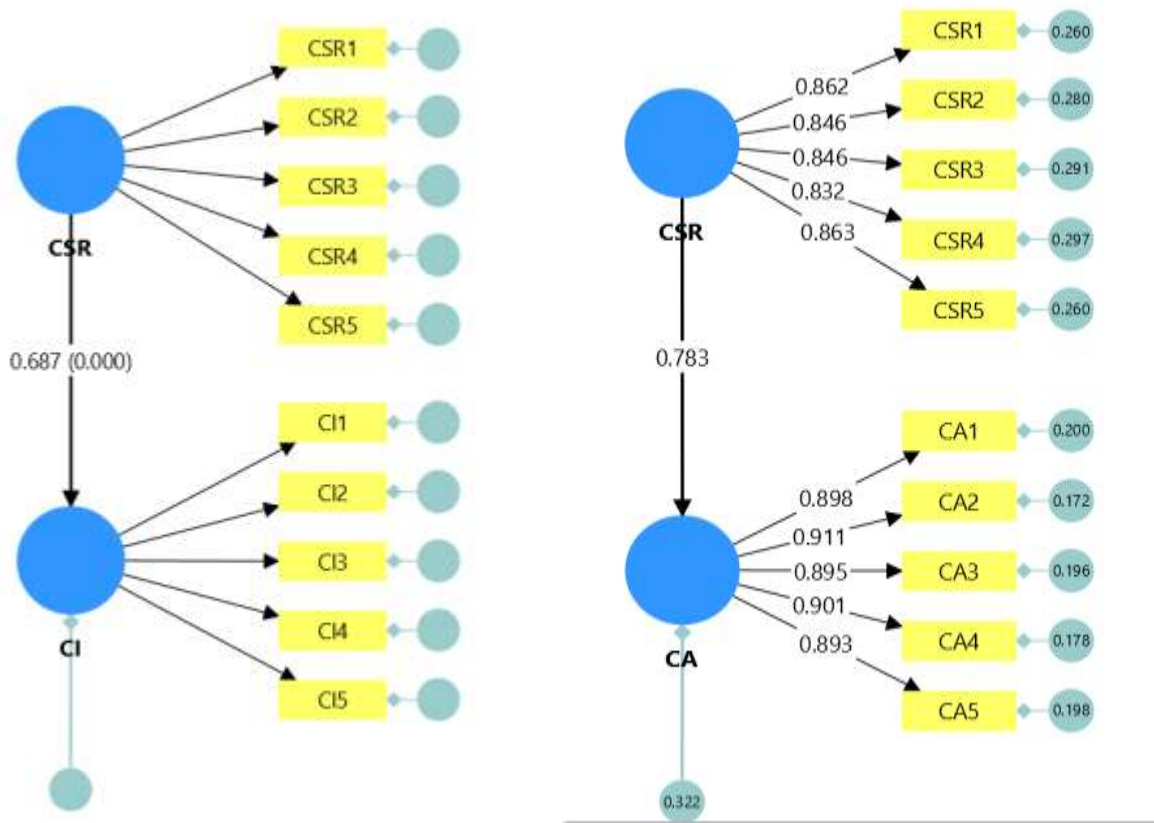 CSR1
CSR2
CSR3
CSR4
CSR5
CSR
0.687 (0.000)
CI1
CI2
CI3
CI4
CI5
CI
CSR1
0.260
0.862
CSR2
0.280
0.846
CSR3
0.291
0.846
0.832
CSR4
0.297
0.863
CSR5
0.260
CSR
0.783
CA1
0.200
0.898
CA2
0.172
0.911
CA3
0.196
0.895
0.901
CA4
0.178
0.893
CA5
0.198
CA
0.322